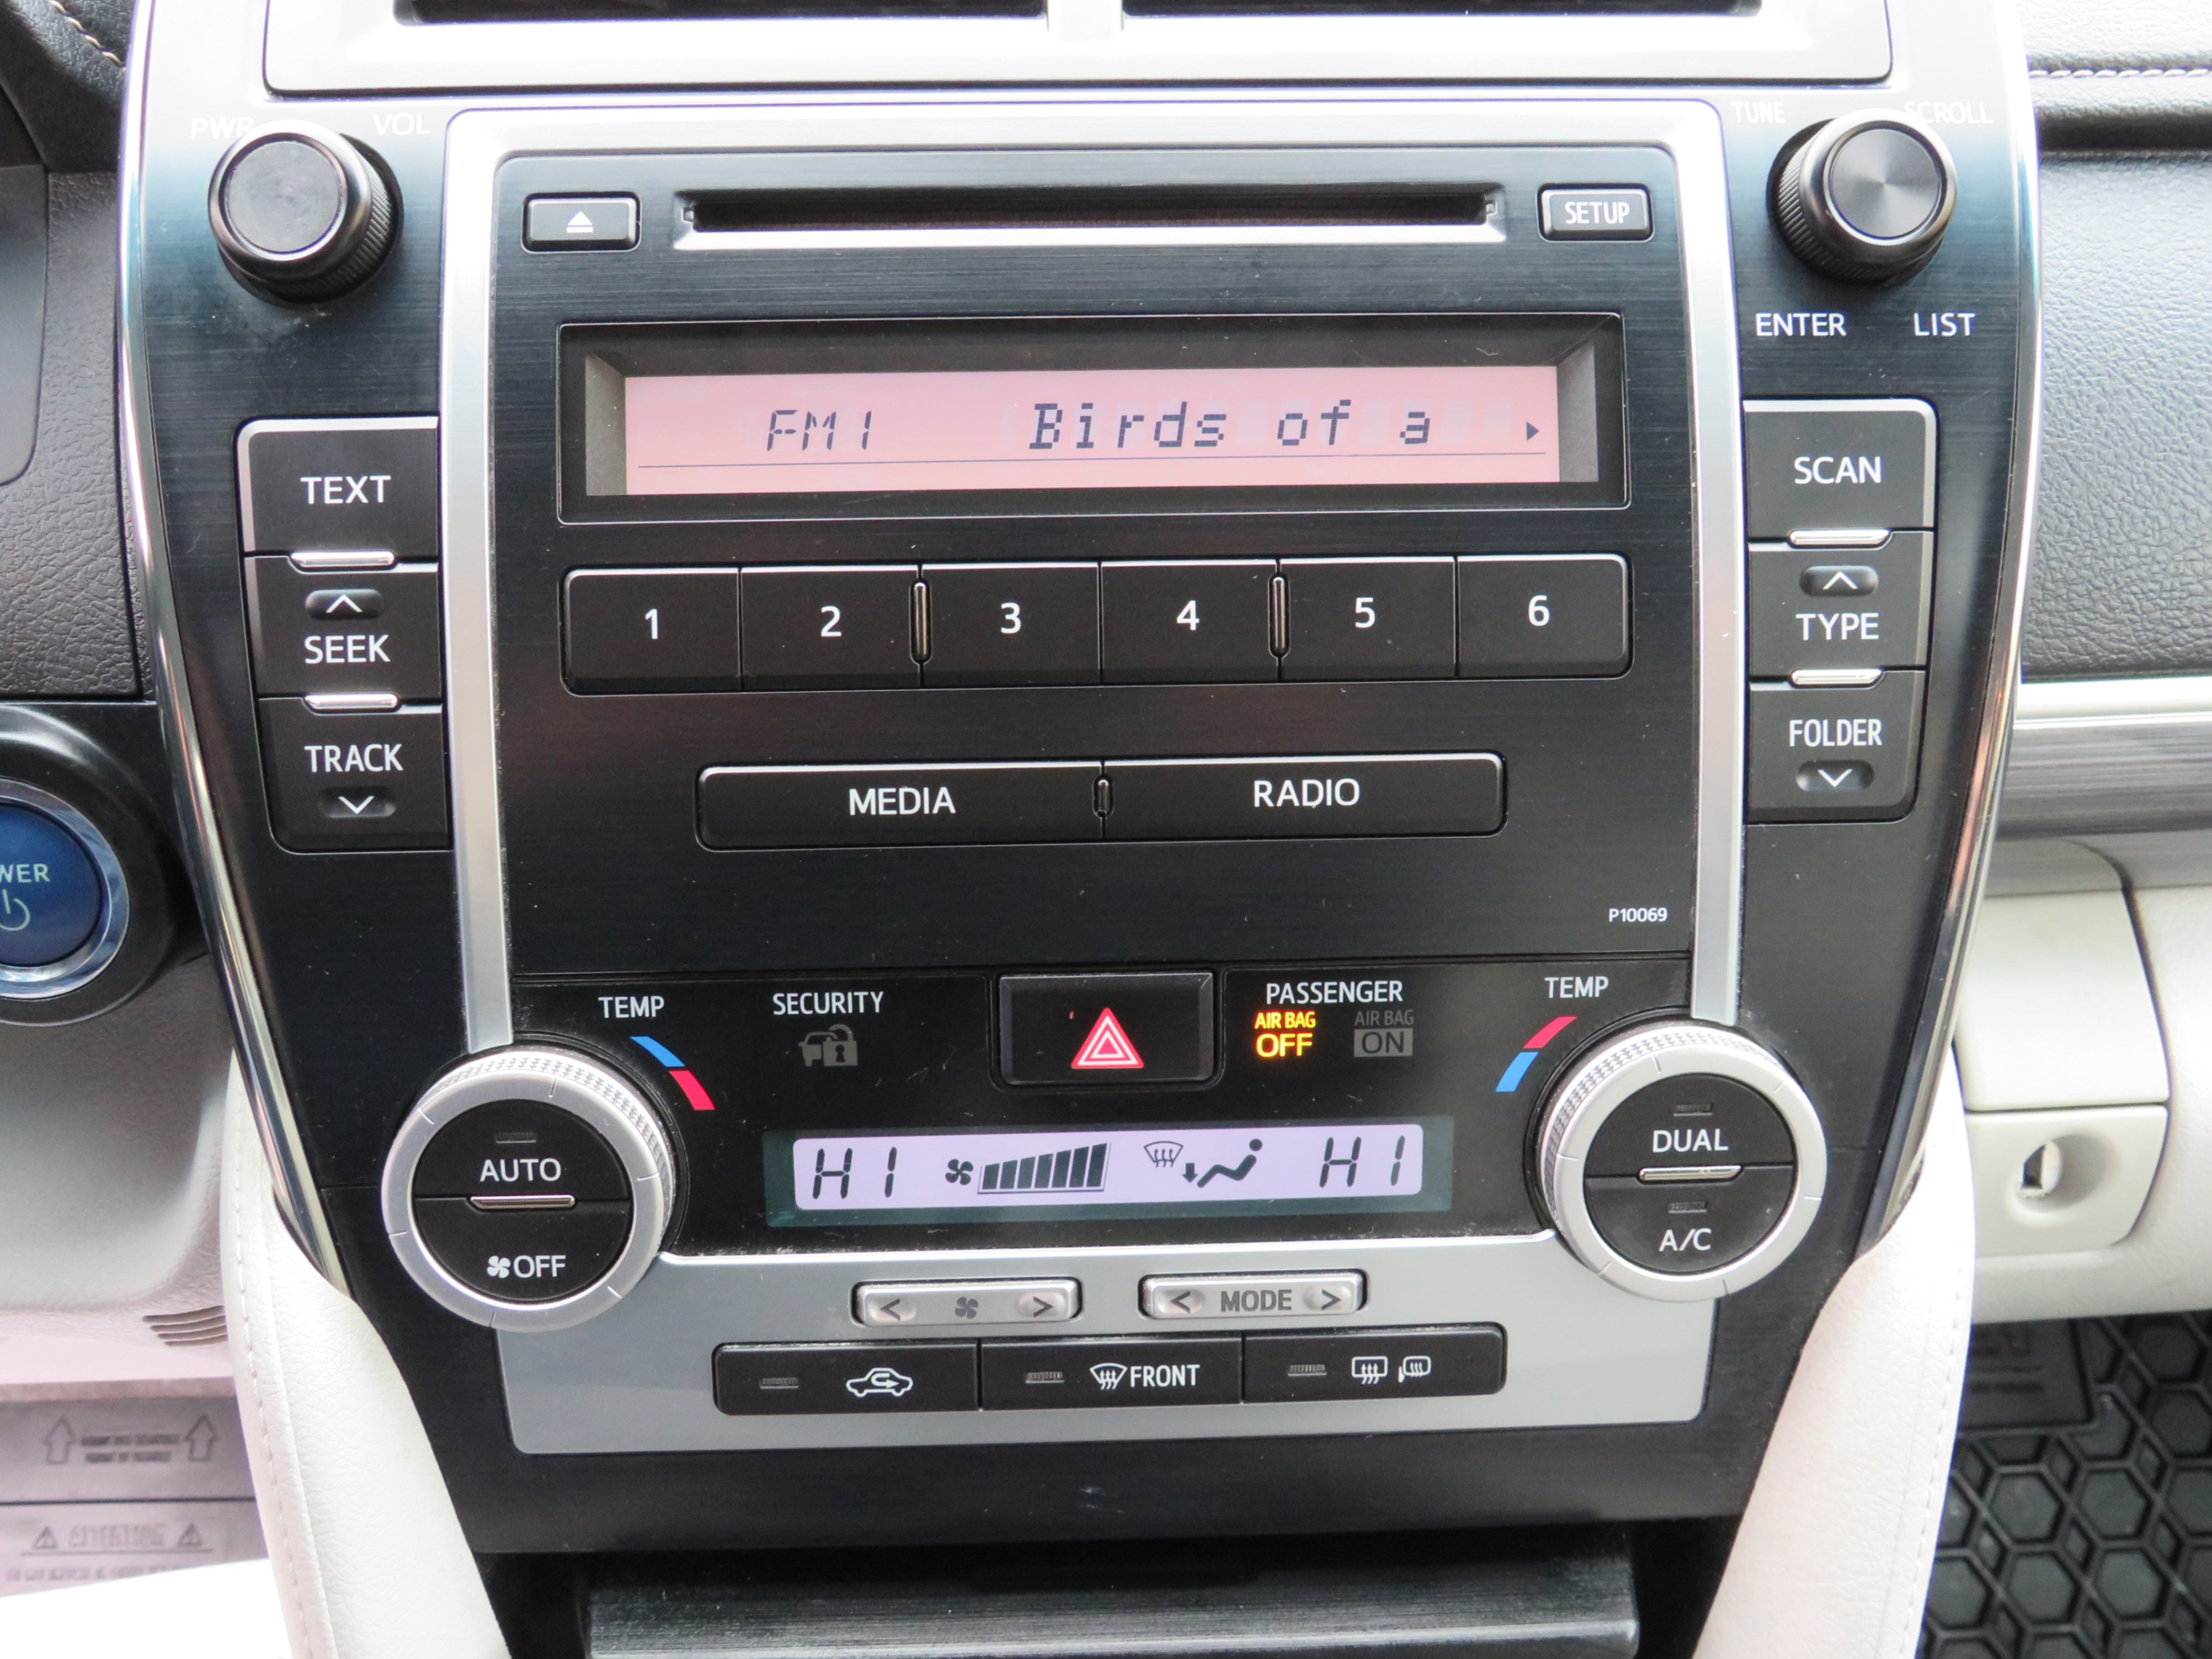 PWR VOL
TUNE SCROLL
SETUP
ENTER LIST
FM1 Birds of a
TEXT
SCAN
1 2 3 4 5 6
SEEK
TYPE
TRACK
FOLDER
MEDIA RADIO
WER
P10069
TEMP SECURITY PASSENGER TEMP
AIR BAG OFF AIR BAG ON
HI HI
AUTO
OFF
DUAL
A/C
< > < MODE >
FRONT
ATTENTION